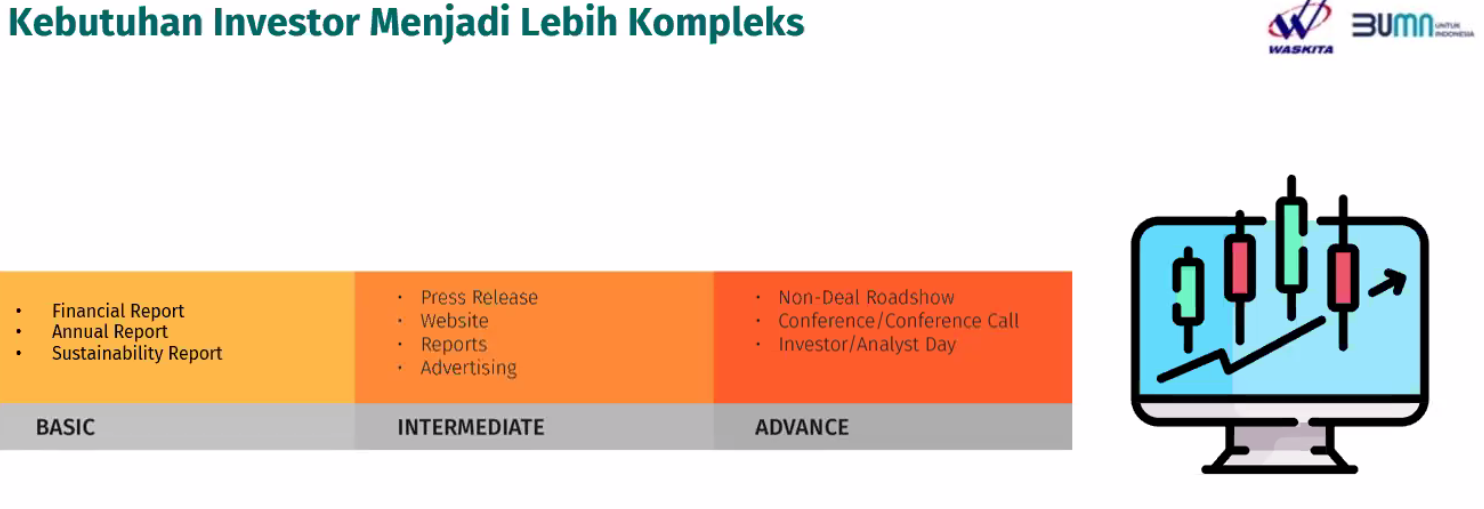 Kebutuhan Investor Menjadi Lebih Kompleks
WASKITA
BUMN UNTUK INDONESIA
• Financial Report
• Annual Report
• Sustainability Report
BASIC
• Press Release
• Website
• Reports
• Advertising
INTERMEDIATE
• Non-Deal Roadshow
• Conference/Conference Call
• Investor/Analyst Day
ADVANCE